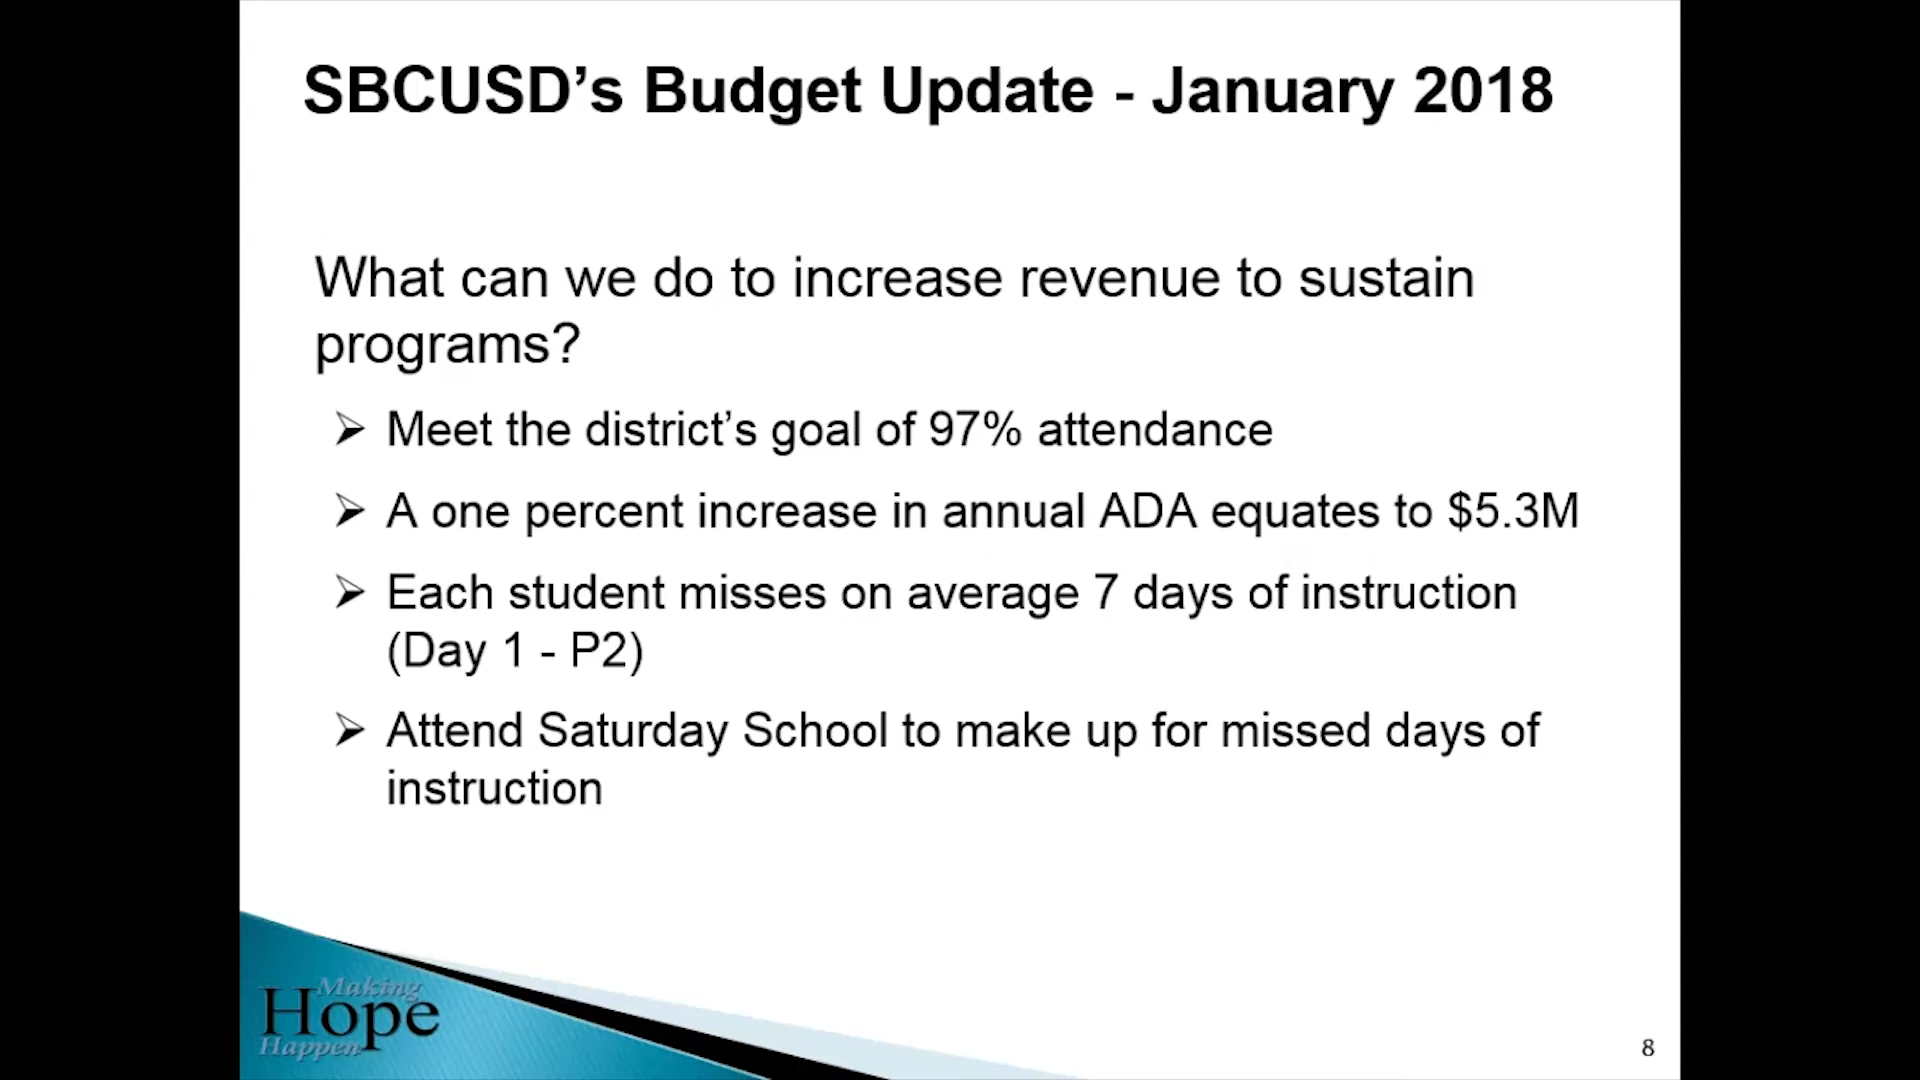 SBCUSD’s Budget Update - January 2018
What can we do to increase revenue to sustain
programs?
➢ Meet the district’s goal of 97% attendance
➢ A one percent increase in annual ADA equates to $5.3M
➢ Each student misses on average 7 days of instruction
(Day 1 - P2)
➢ Attend Saturday School to make up for missed days of
instruction
Making
Hope
Happen
8